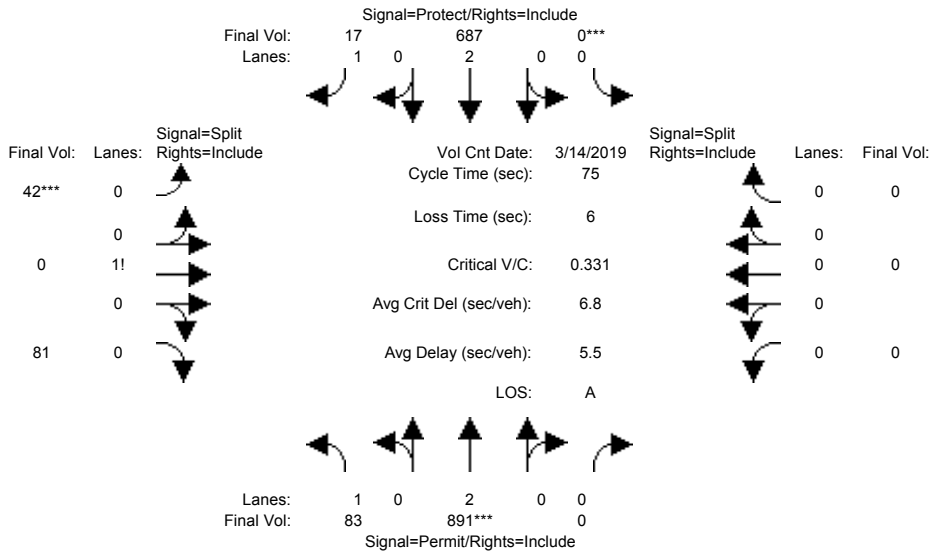 Signal=Protect/Rights=Include
Final Vol: 17 687 0***
Lanes: 1 0 2 0 0
Signal=Split Signal=Split
Final Vol: Lanes: Rights=Include Vol Cnt Date: 3/14/2019 Rights=Include Lanes: Final Vol:
Cycle Time (sec): 75
42*** 0 0 0
Loss Time (sec): 6
0 0
0 1! Critical V/C: 0.331 0 0
0 Avg Crit Del (sec/veh): 6.8 0
81 0 Avg Delay (sec/veh): 5.5 0 0
LOS: A
Lanes: 1 0 2 0 0
Final Vol: 83 891*** 0
Signal=Permit/Rights=Include